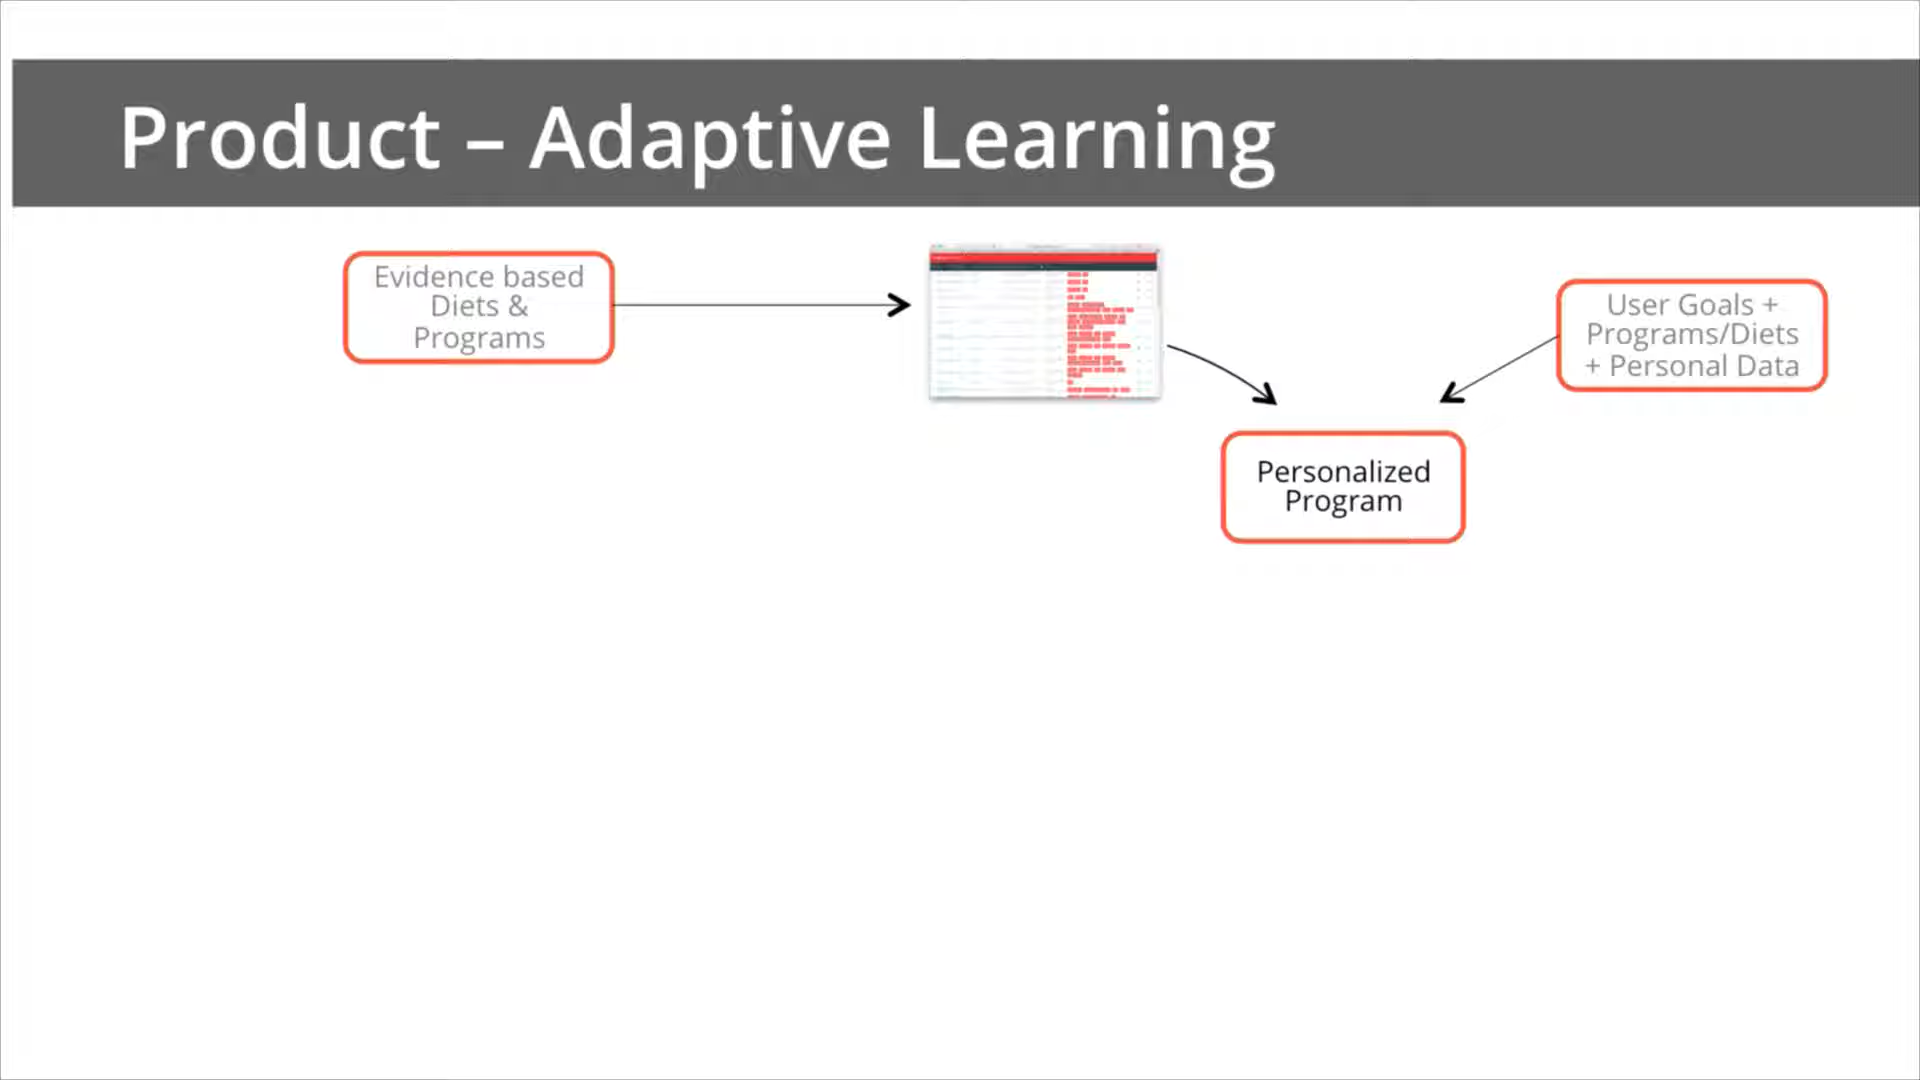 Product – Adaptive Learning
Evidence based
Diets &
Programs
User Goals +
Programs/Diets
+ Personal Data
Personalized
Program